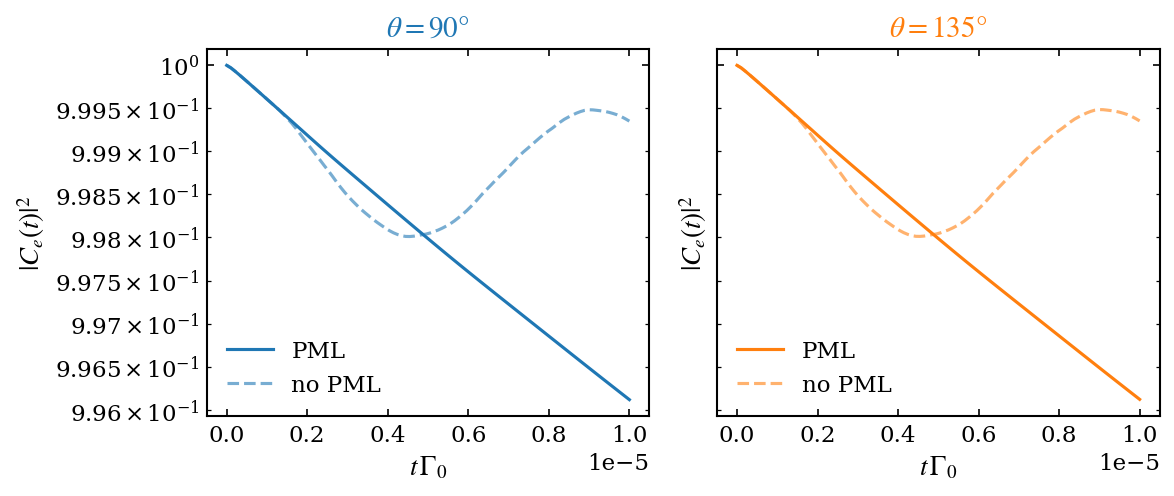 θ = 90°
θ = 135°
10⁰
9.995 × 10⁻¹
9.99 × 10⁻¹
9.985 × 10⁻¹
9.98 × 10⁻¹
9.975 × 10⁻¹
9.97 × 10⁻¹
9.965 × 10⁻¹
9.96 × 10⁻¹
|Cₑ(t)|²
PML
no PML
0.0 0.2 0.4 0.6 0.8 1.0
1e−5
tΓ₀
|Cₑ(t)|²
PML
no PML
0.0 0.2 0.4 0.6 0.8 1.0
1e−5
tΓ₀